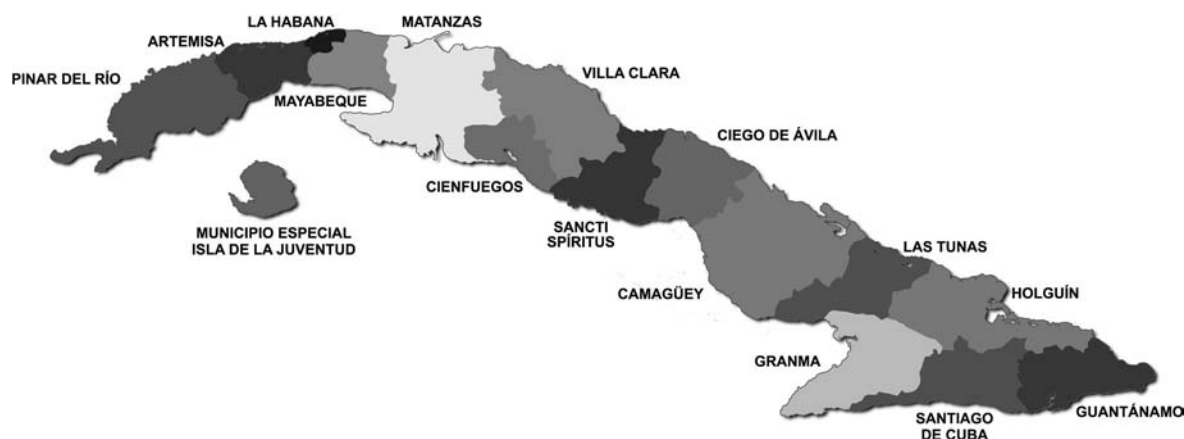 LA HABANA
MATANZAS
ARTEMISA
PINAR DEL RÍO
VILLA CLARA
MAYABEQUE
CIEGO DE ÁVILA
CIENFUEGOS
MUNICIPIO ESPECIAL
ISLA DE LA JUVENTUD
SANCTI
SPÍRITUS
LAS TUNAS
CAMAGÜEY
HOLGUÍN
GRANMA
SANTIAGO
DE CUBA
GUANTÁNAMO